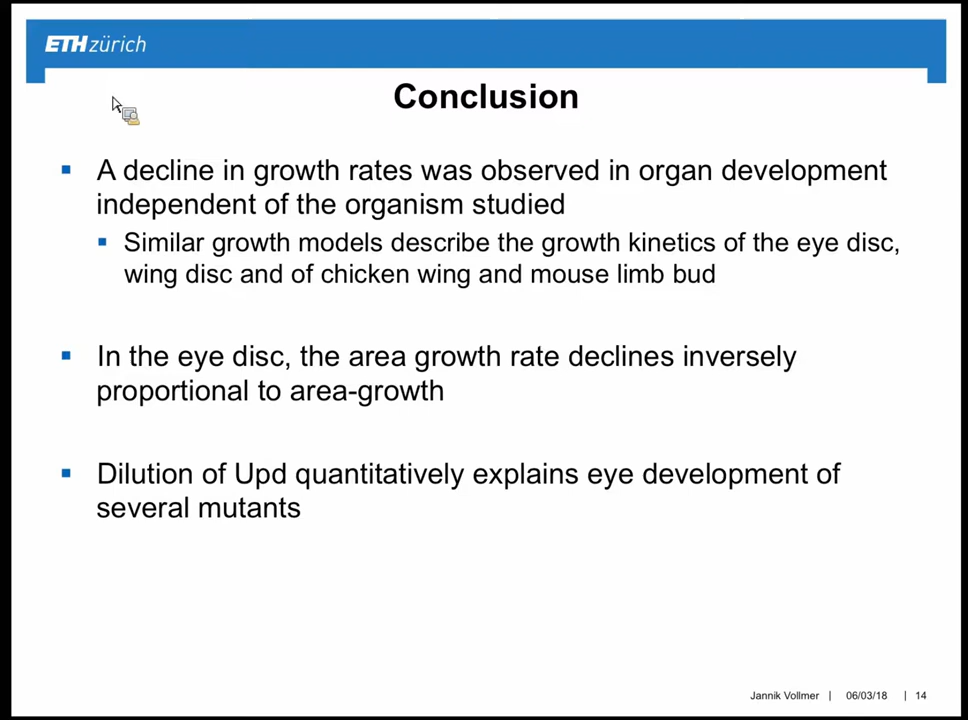 ETH zürich
Conclusion
▪ A decline in growth rates was observed in organ development
independent of the organism studied
▪ Similar growth models describe the growth kinetics of the eye disc,
wing disc and of chicken wing and mouse limb bud
▪ In the eye disc, the area growth rate declines inversely
proportional to area-growth
▪ Dilution of Upd quantitatively explains eye development of
several mutants
Jannik Vollmer | 06/03/18 | 14